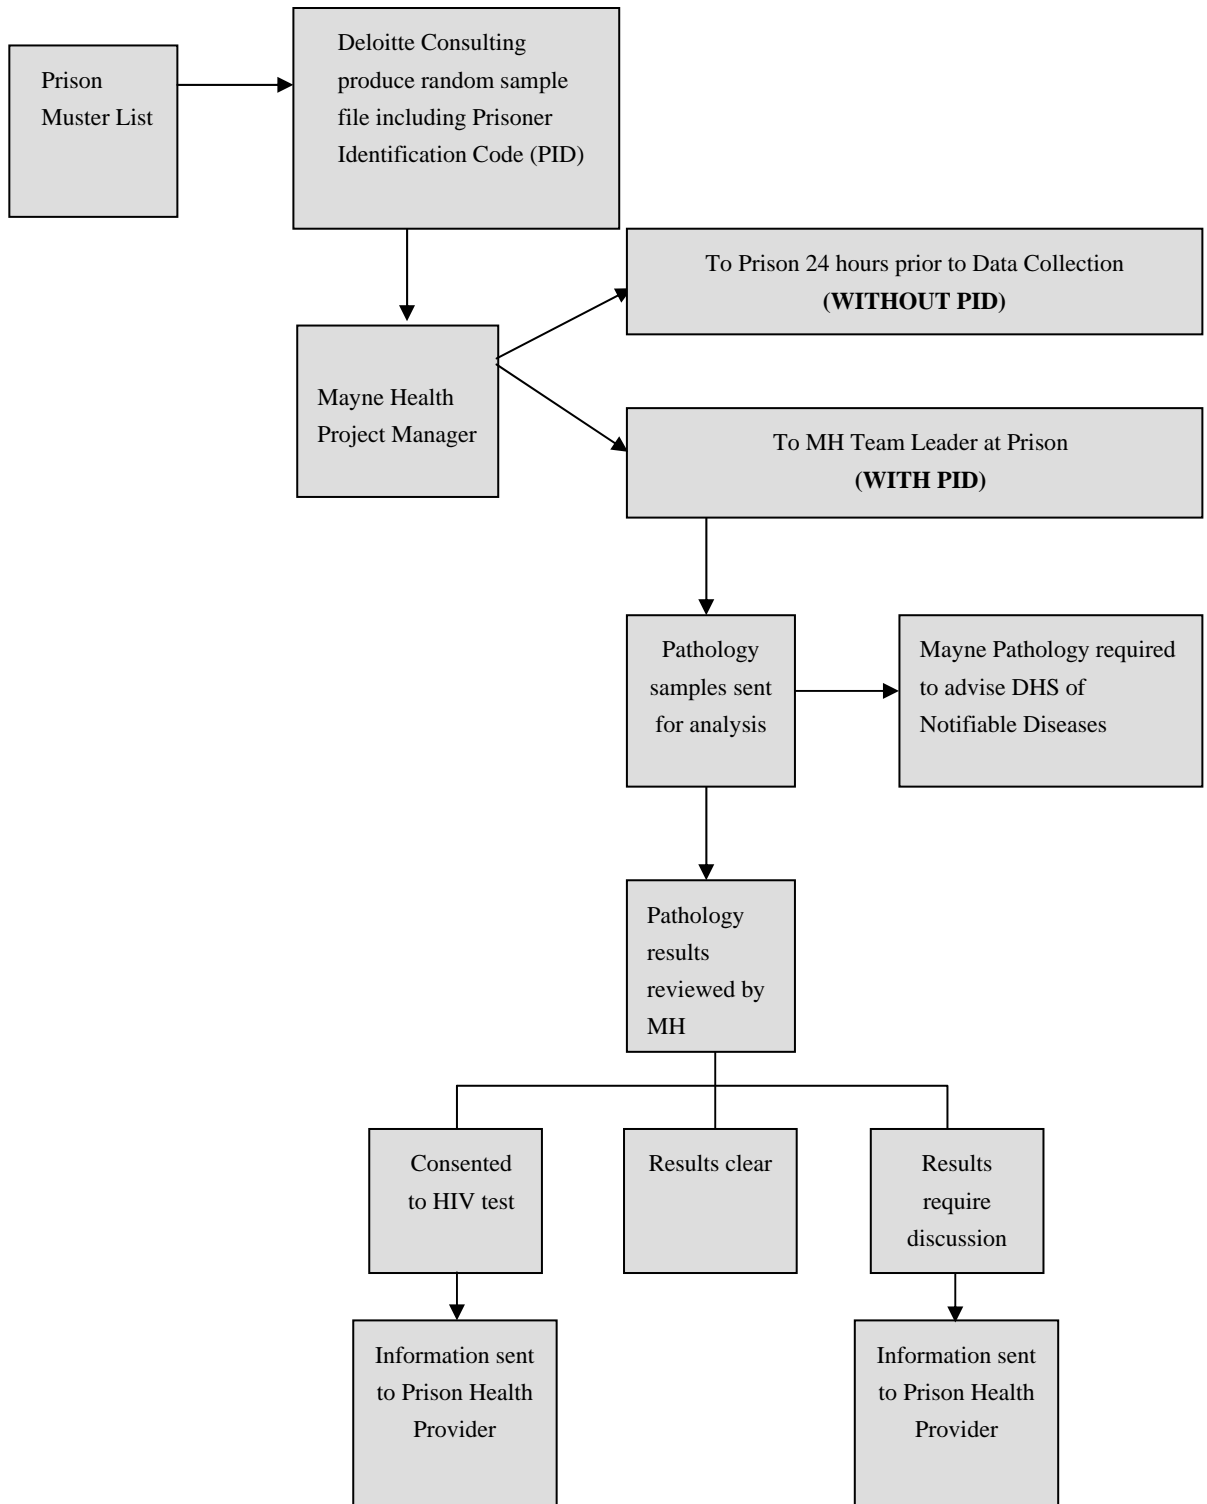 Prison
Muster List
Deloitte Consulting
produce random sample
file including Prisoner
Identification Code (PID)
To Prison 24 hours prior to Data Collection
(WITHOUT PID)
Mayne Health
Project Manager
To MH Team Leader at Prison
(WITH PID)
Pathology
samples sent
for analysis
Mayne Pathology required
to advise DHS of
Notifiable Diseases
Pathology
results
reviewed by
MH
Consented
to HIV test
Results clear
Results
require
discussion
Information sent
to Prison Health
Provider
Information sent
to Prison Health
Provider